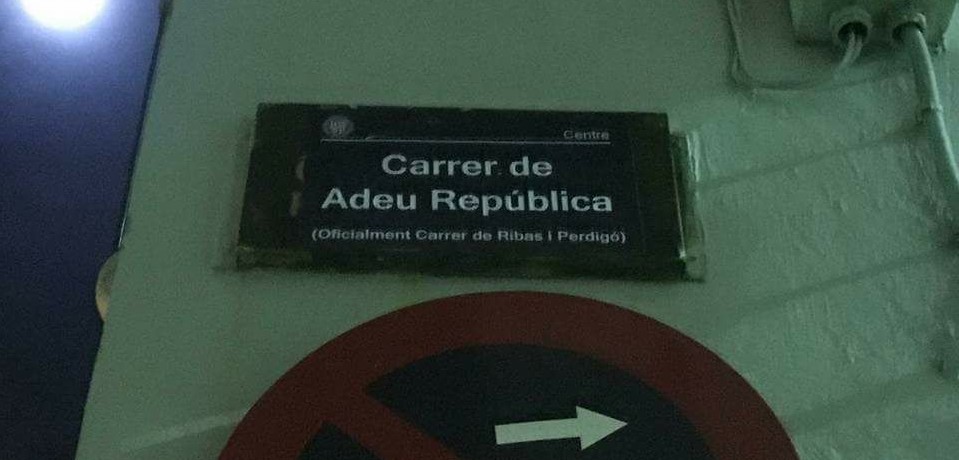 Centre
Carrer de
Adeu República
(Oficialment Carrer de Ribas i Perdigó)